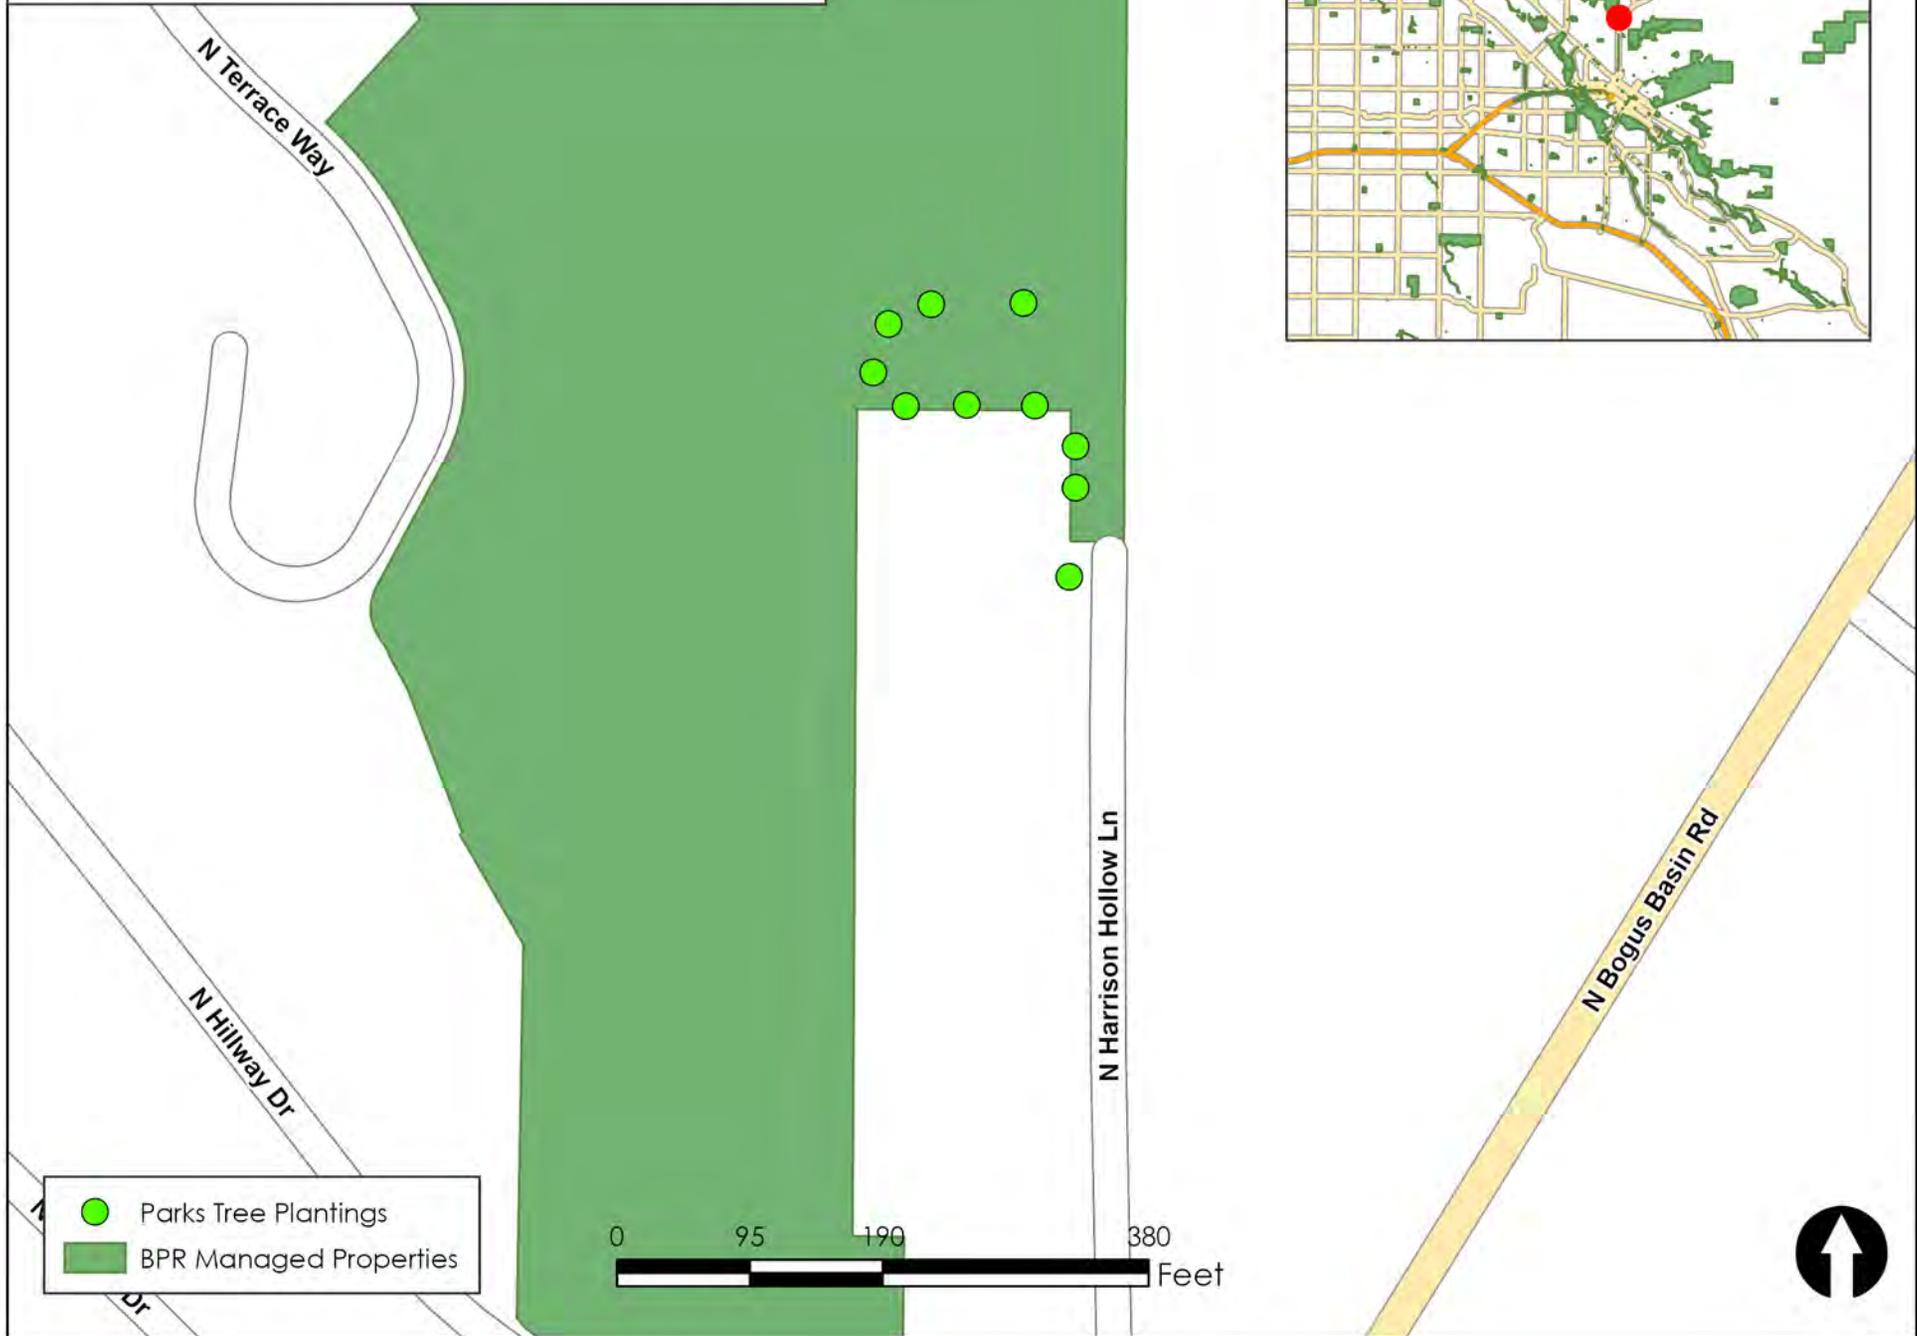 N Terrace Way
N Harrison Hollow Ln
N Bogus Basin Rd
N Hillway Dr
N
Dr
Parks Tree Plantings
BPR Managed Properties
0 95 190 380
Feet